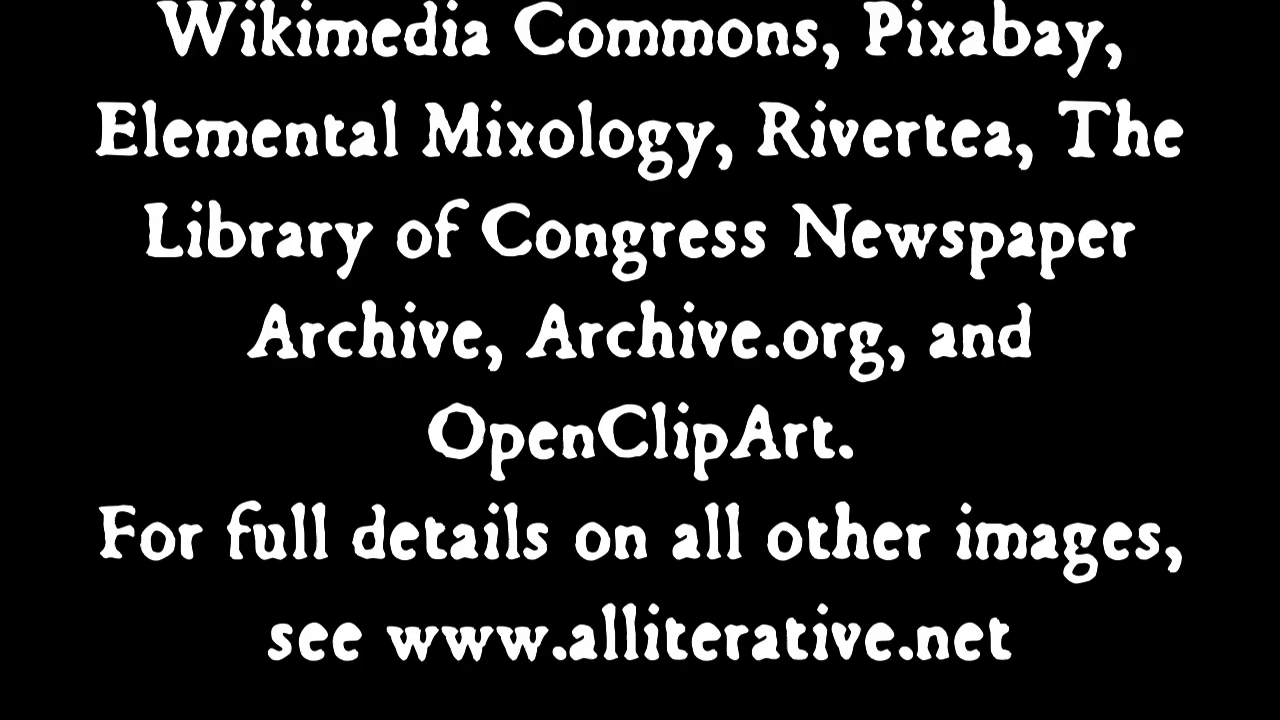 Wikimedia Commons, Pixabay,
Elemental Mixology, Rivertea, The
Library of Congress Newspaper
Archive, Archive.org, and
OpenClipArt.
For full details on all other images,
see www.alliterative.net